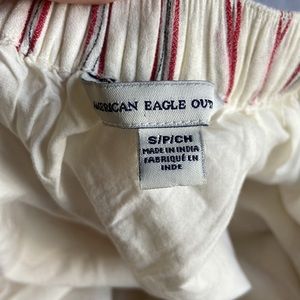 AMERICAN EAGLE OUT
S/P/CH
MADE IN INDIA
FABRIQUÉ EN
INDE